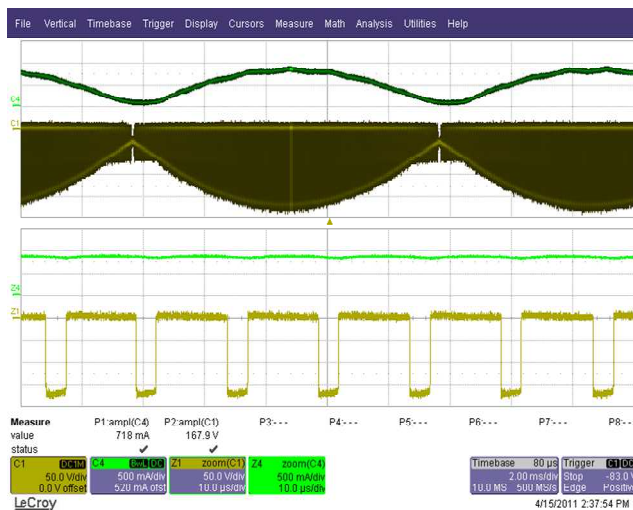 File Vertical Timebase Trigger Display Cursors Measure Math Analysis Utilities Help
C4
C1
Z4
Z1
Measure P1:ampl(C4) P2:ampl(C1) P3:- - - P4:- - - P5:- - - P6:- - - P7:- - - P8:- - -
value 718 mA 167.9 V
status
C1 DC1M C4 BwL DC Z1 zoom(C1) Z4 zoom(C4) Timebase 80 µs Trigger C1 DC
50.0 V/div 500 mA/div 50.0 V/div 500 mA/div 2.00 ms/div Stop -83.0 V
0.0 V offset 520 mA ofst 10.0 µs/div 10.0 µs/div 10.0 MS 500 MS/s Edge Positiv
LeCroy 4/15/2011 2:37:54 PM